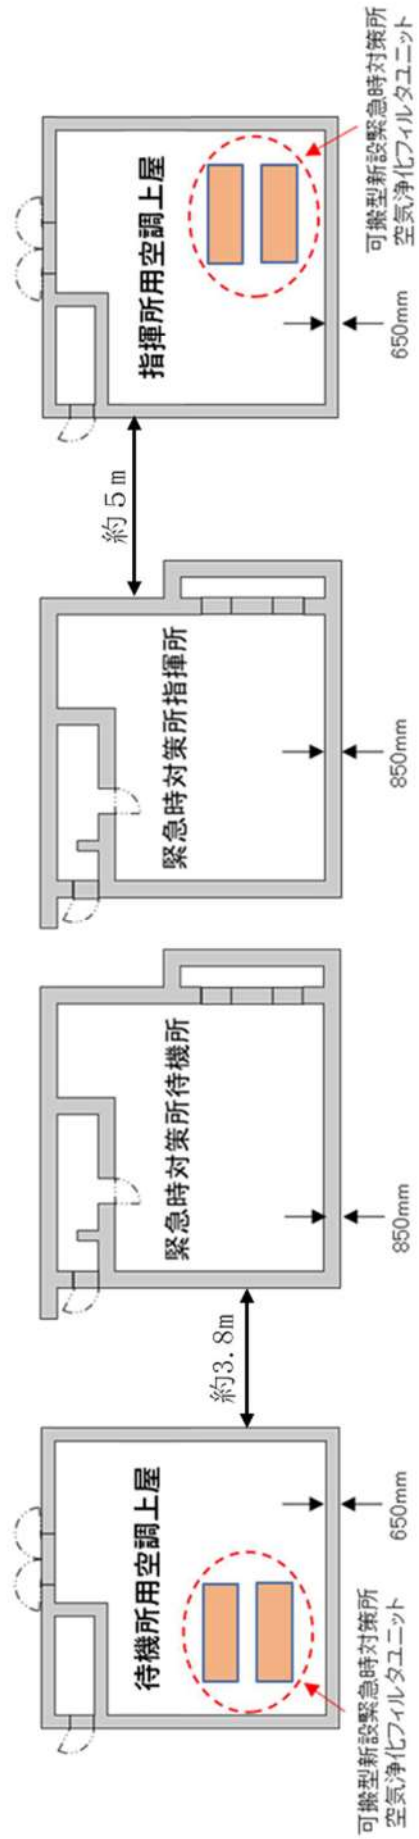 待機所用空調上屋
可搬型新設緊急時対策所
空気浄化フィルタユニット
650mm
約3.8m
緊急時対策所待機所
850mm
緊急時対策所指揮所
850mm
約5m
指揮所用空調上屋
650mm
可搬型新設緊急時対策所
空気浄化フィルタユニット